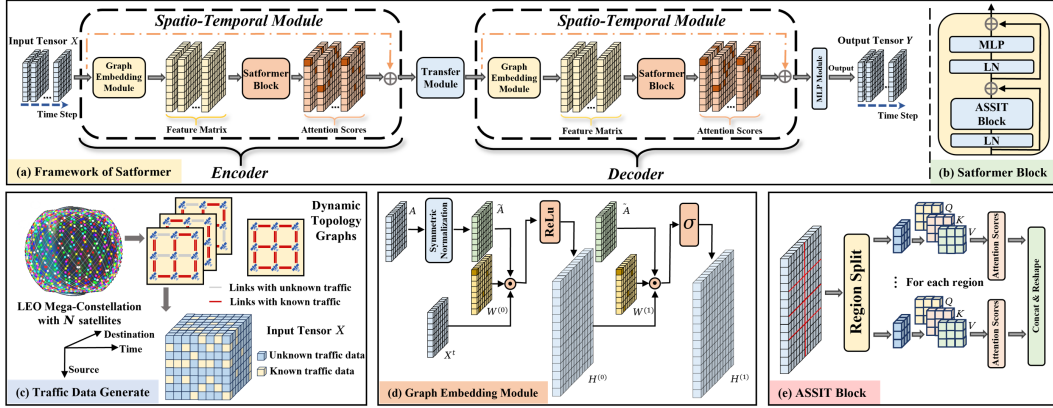 Spatio-Temporal Module
Input Tensor X
Graph
Embedding
Module
...
Feature Matrix
Satformer
Block
...
Attention Scores
Time Step
Encoder
Transfer
Module
Spatio-Temporal Module
Graph
Embedding
Module
...
Feature Matrix
Satformer
Block
...
Attention Scores
Decoder
MLP Module
Output
Output Tensor Y
...
Time Step
(a) Framework of Satformer
MLP
LN
ASSIT
Block
LN
(b) Satformer Block
Dynamic
Topology
Graphs
Links with unknown traffic
Links with known traffic
LEO Mega-Constellation
with N satellites
Destination
Time
Source
Input Tensor X
Unknown traffic data
Known traffic data
(c) Traffic Data Generate
A
Symmetric
Normalization
Ã
W(0)
X^t
ReLu
H(0)
Ã
W(1)
σ
H(1)
(d) Graph Embedding Module
Region Split
Q
K
V
Attention Scores
For each region
Q
K
V
Attention Scores
Concat & Reshape
(e) ASSIT Block